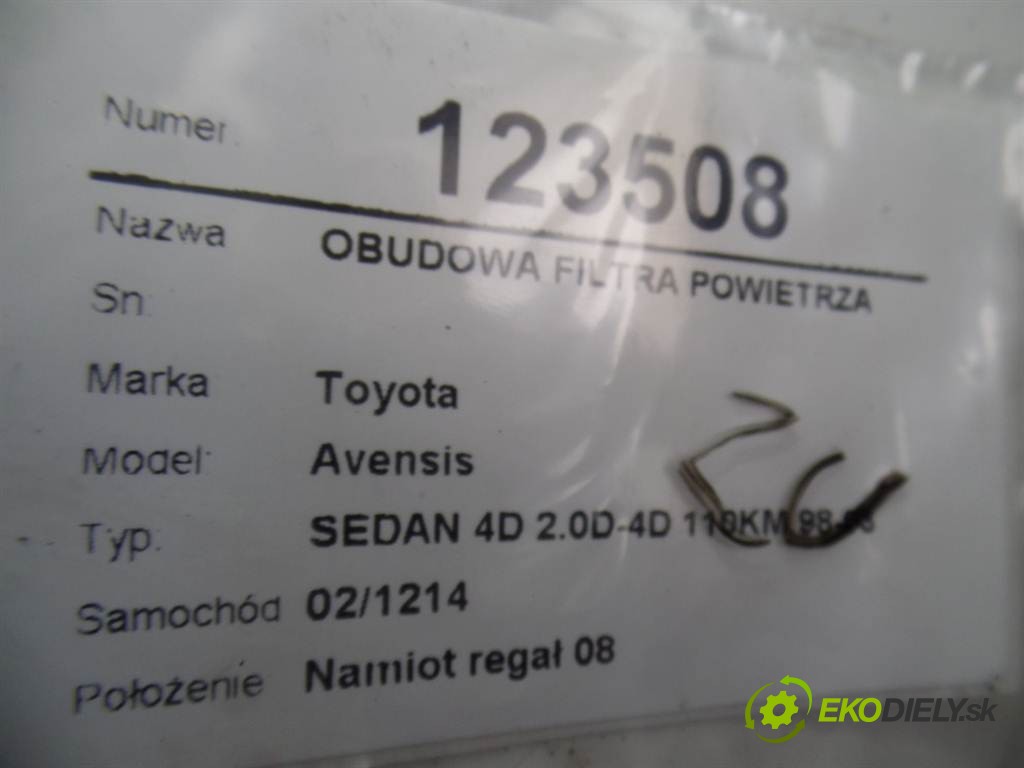 Numer: 123508
Nazwa OBUDOWA FILTRA POWIETRZA
Sn:
Marka Toyota
Model: Avensis
Typ: SEDAN 4D 2.0D-4D 110KM
Samochód 02/1214
Położenie Namiot regał 08
EKODIELY.sk